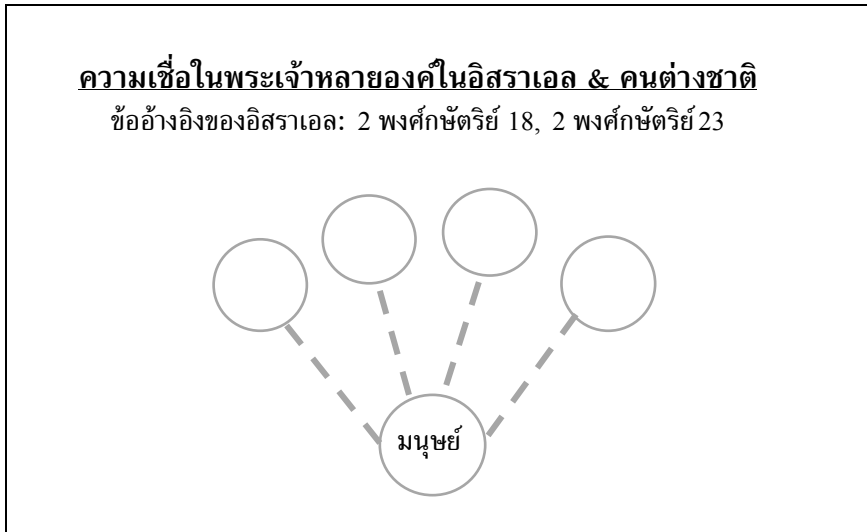 ความเชื่อในพระเจ้าหลายองค์ในอิสราเอล & คนต่างชาติ
ข้ออ้างอิงของอิสราเอล: 2 พงศ์กษัตริย์ 18, 2 พงศ์กษัตริย์ 23
มนุษย์